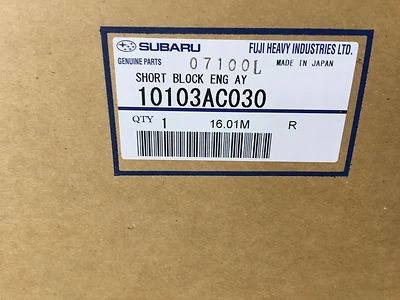 SUBARU FUJI HEAVY INDUSTRIES LTD.
GENUINE PARTS 07100L MADE IN JAPAN
SHORT BLOCK ENG AY
10103AC030
QTY 1 16.01M R